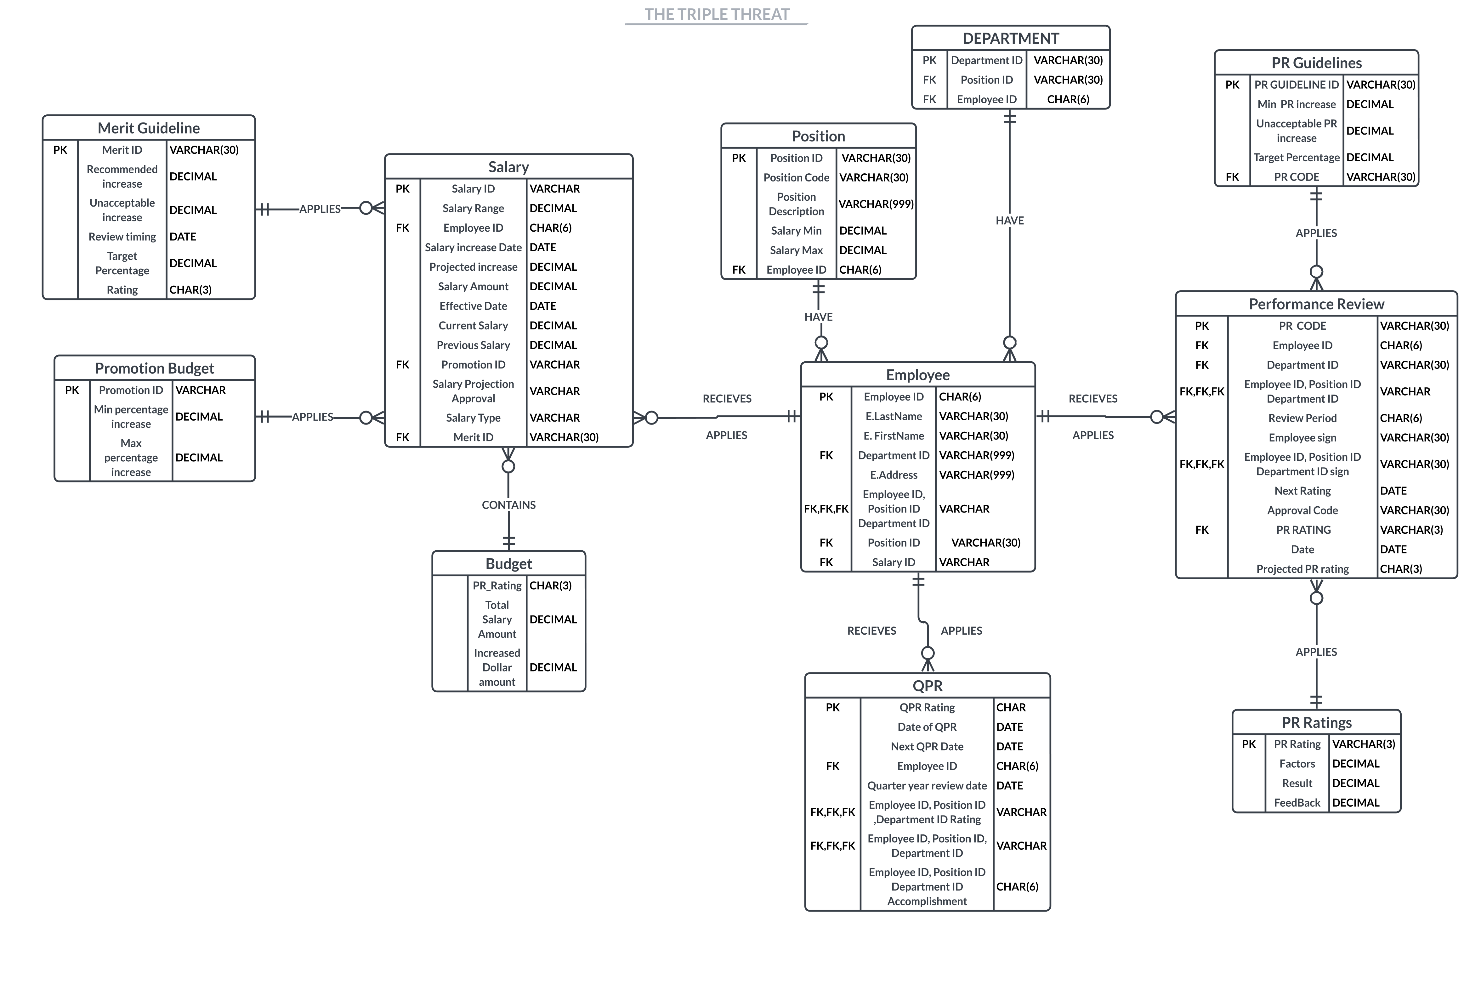 THE TRIPLE THREAT
DEPARTMENT
PK Department ID VARCHAR(30)
FK Position ID VARCHAR(30)
FK Employee ID CHAR(6)
PR Guidelines
PK PR GUIDELINE ID VARCHAR(30)
Min PR increase DECIMAL
Unacceptable PR
increase
DECIMAL
Target Percentage DECIMAL
FK PR CODE VARCHAR(30)
Merit Guideline
PK Merit ID VARCHAR(30)
Recommended
increase
DECIMAL
Unacceptable
increase
DECIMAL
Review timing DATE
Target
Percentage
DECIMAL
Rating CHAR(3)
APPLIES
Salary
PK Salary ID VARCHAR
Salary Range DECIMAL
FK Employee ID CHAR(6)
Salary increase Date DATE
Projected increase DECIMAL
Salary Amount DECIMAL
Effective Date DATE
Current Salary DECIMAL
Previous Salary DECIMAL
FK Promotion ID VARCHAR
Salary Projection
Approval
VARCHAR
Salary Type VARCHAR
FK Merit ID VARCHAR(30)
Position
PK Position ID VARCHAR(30)
Position Code VARCHAR(30)
Position
Description
VARCHAR(999)
Salary Min DECIMAL
Salary Max DECIMAL
FK Employee ID CHAR(6)
HAVE
HAVE
APPLIES
Promotion Budget
PK Promotion ID VARCHAR
Min percentage
increase
DECIMAL
Max
percentage
increase
DECIMAL
APPLIES
RECIEVES
APPLIES
Employee
PK Employee ID CHAR(6)
E.LastName VARCHAR(30)
E. FirstName VARCHAR(30)
FK Department ID VARCHAR(999)
E.Address VARCHAR(999)
FK,FK,FK
Employee ID,
Position ID
Department ID
VARCHAR
FK Position ID VARCHAR(30)
FK Salary ID VARCHAR
RECIEVES
APPLIES
Performance Review
PK PR CODE VARCHAR(30)
FK Employee ID CHAR(6)
FK Department ID VARCHAR(30)
FK,FK,FK
Employee ID, Position ID
Department ID
VARCHAR
Review Period CHAR(6)
Employee sign VARCHAR(30)
FK,FK,FK
Employee ID, Position ID
Department ID sign
VARCHAR(30)
Next Rating DATE
Approval Code VARCHAR(30)
FK PR RATING VARCHAR(3)
Date DATE
Projected PR rating CHAR(3)
CONTAINS
Budget
PR_Rating CHAR(3)
Total
Salary
Amount
DECIMAL
Increased
Dollar
amount
DECIMAL
RECIEVES APPLIES
QPR
PK QPR Rating CHAR
Date of QPR DATE
Next QPR Date DATE
FK Employee ID CHAR(6)
Quarter year review date DATE
FK,FK,FK
Employee ID, Position ID
,Department ID Rating
VARCHAR
FK,FK,FK
Employee ID, Position ID,
Department ID
VARCHAR
Employee ID, Position ID
Department ID
Accomplishment
CHAR(6)
APPLIES
PR Ratings
PK PR Rating VARCHAR(3)
Factors DECIMAL
Result DECIMAL
FeedBack DECIMAL